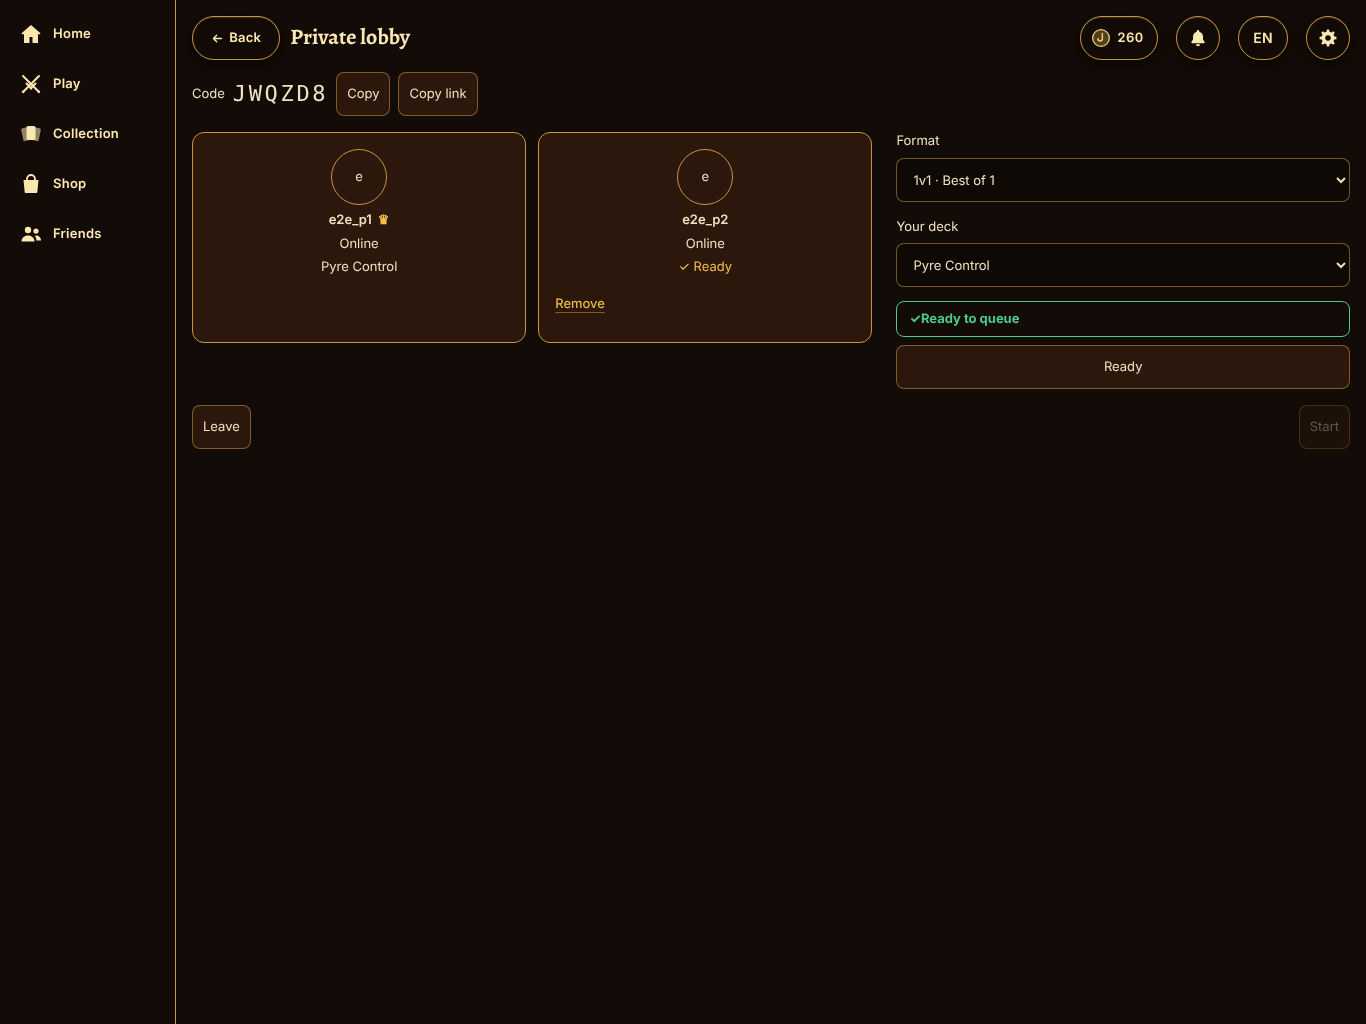 Home
Play
Collection
Shop
Friends
← Back
Private lobby
J 260
EN
Code JWQZD8
Copy
Copy link
e
e2e_p1 ♛
Online
Pyre Control
e
e2e_p2
Online
✓ Ready
Remove
Format
1v1 · Best of 1
Your deck
Pyre Control
✓Ready to queue
Ready
Leave
Start